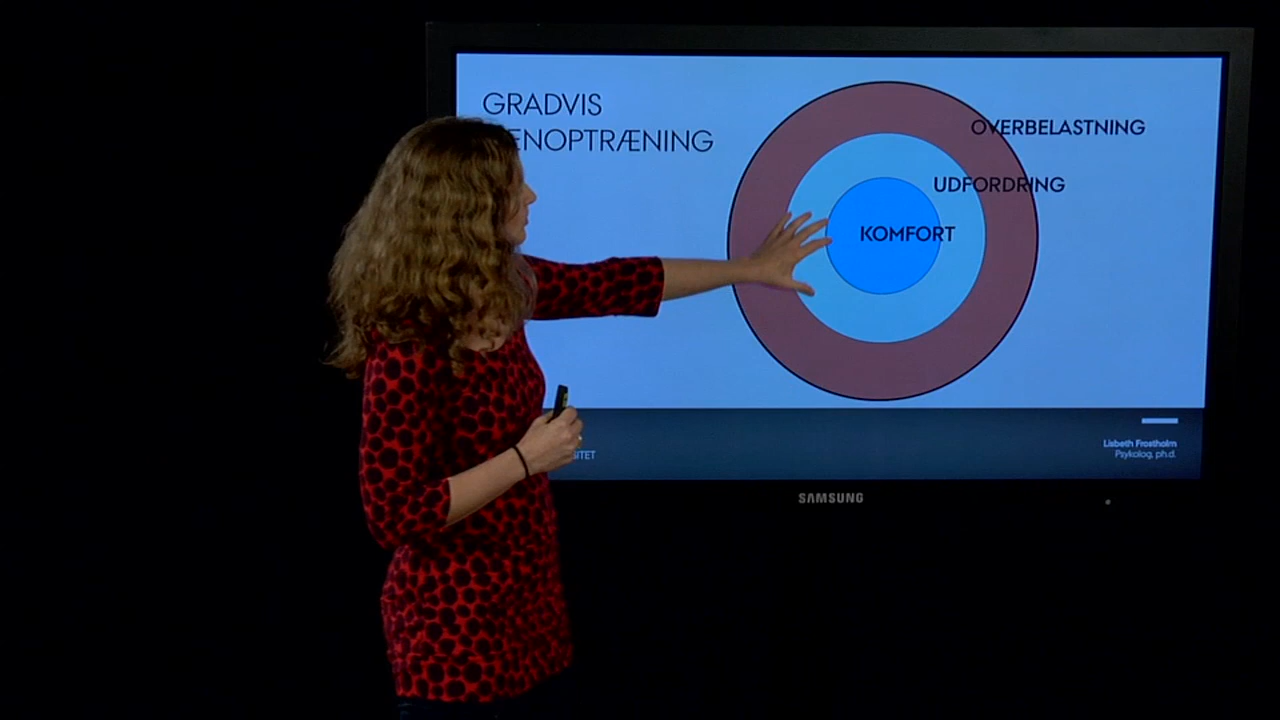 GRADVIS
ENOPTRÆNING
OVERBELASTNING
UDFORDRING
KOMFORT
Lisbeth Frostholm
Psykolog, ph.d.
SAMSUNG